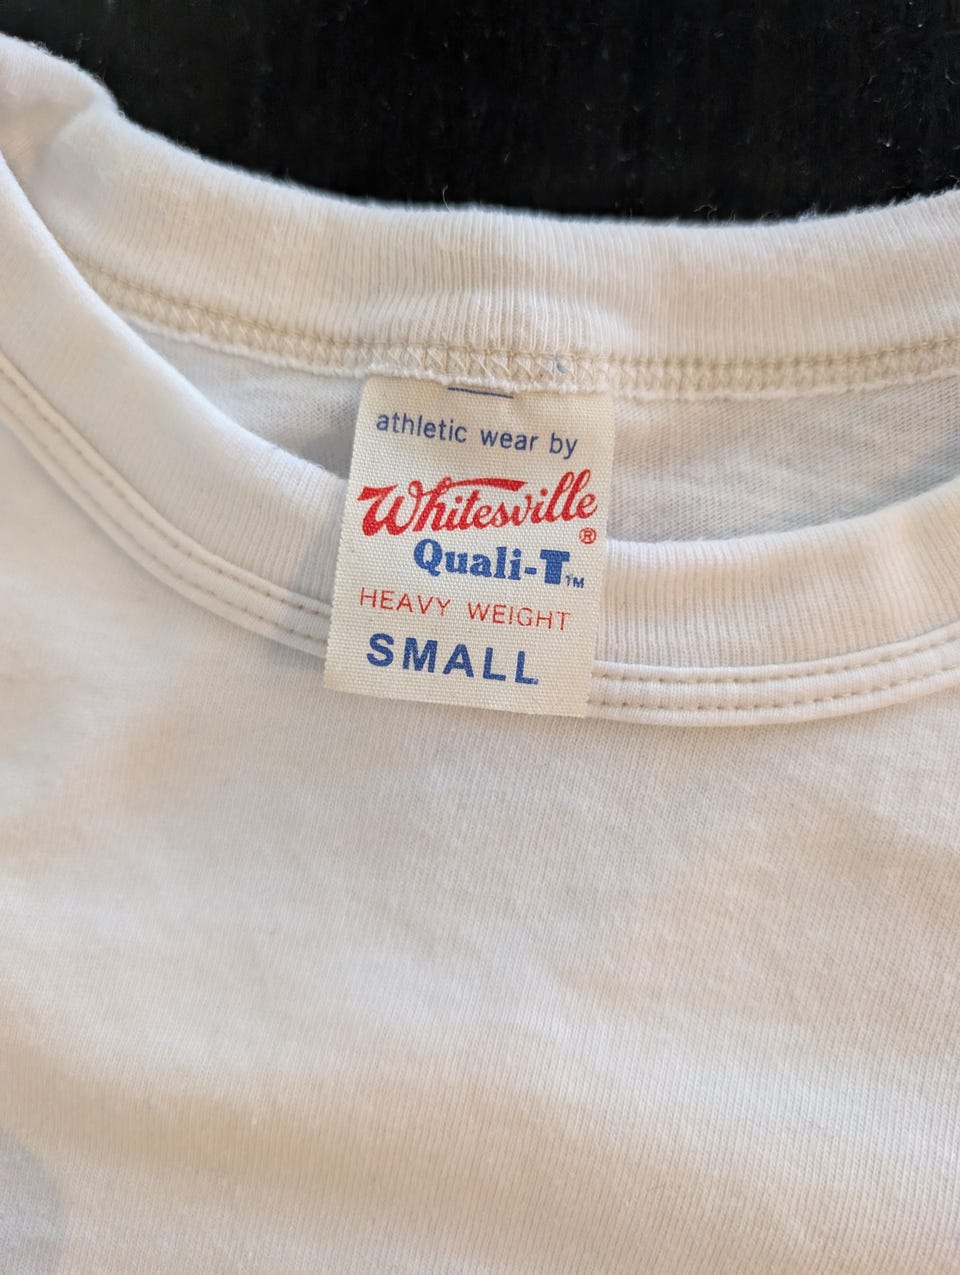 athletic wear by
Whitesville®
Quali-T™
HEAVY WEIGHT
SMALL